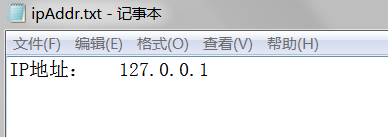 ipAddr.txt - 记事本
文件(F) 编辑(E) 格式(O) 查看(V) 帮助(H)
IP地址： 127.0.0.1